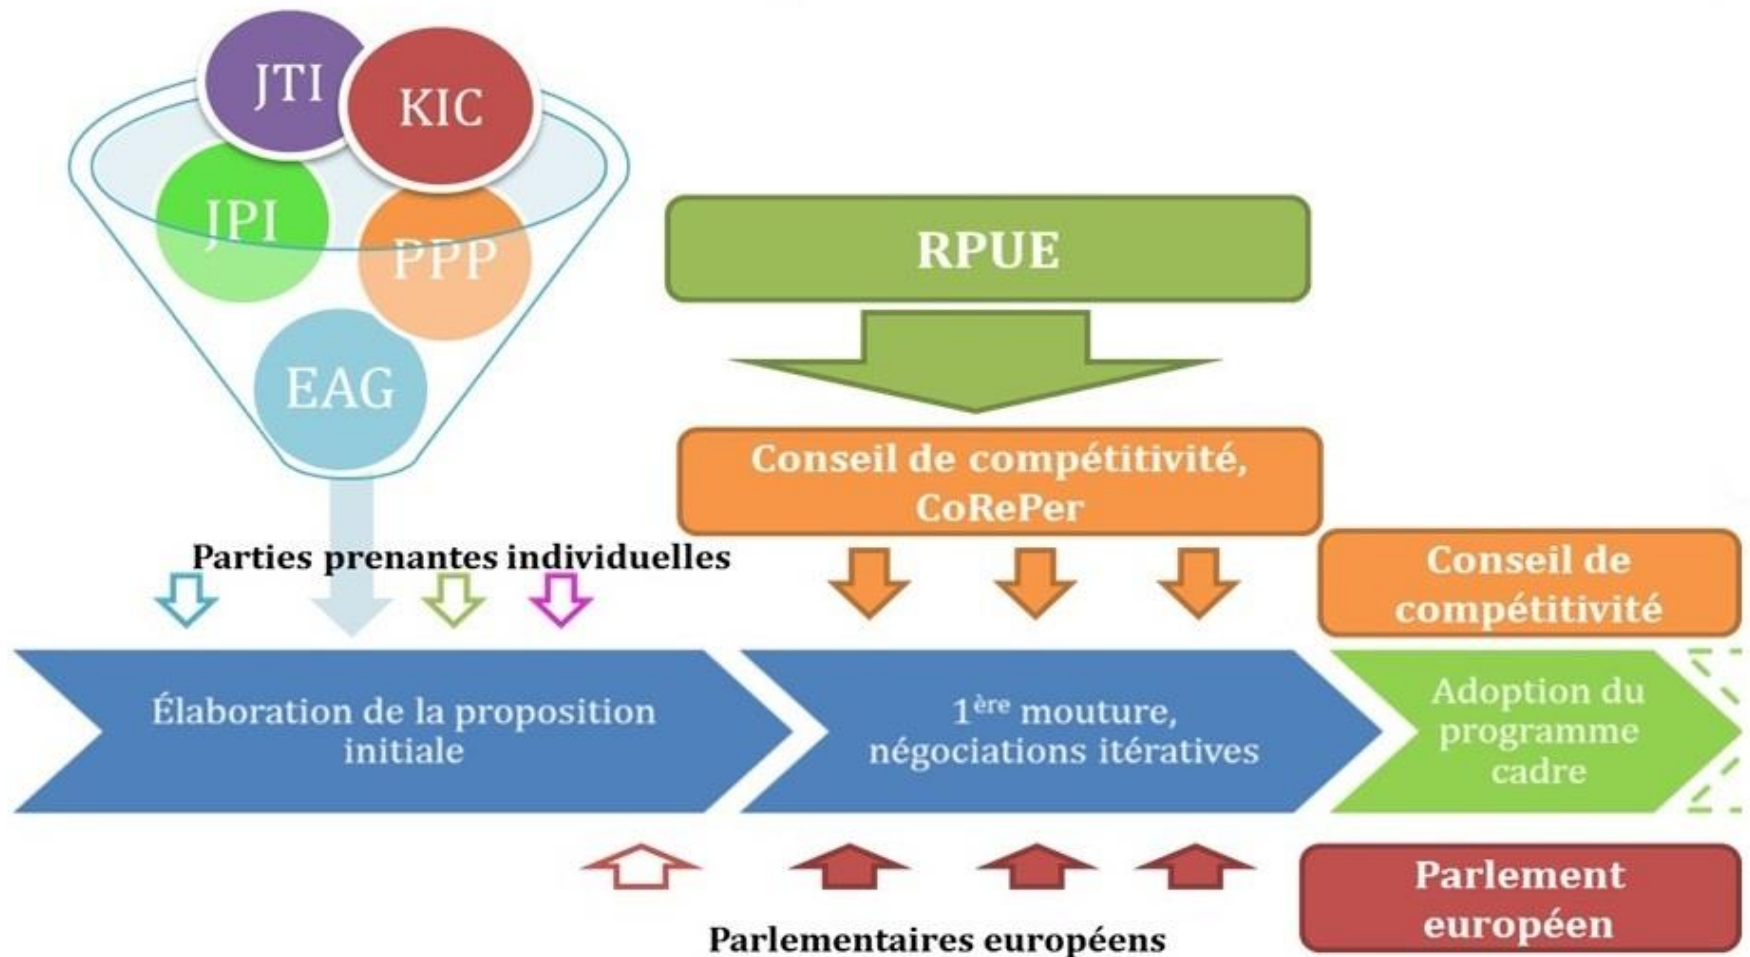 JTI
KIC
JPI
PPP
EAG
RPUE
Conseil de compétitivité,
CoRePer
Parties prenantes individuelles
Conseil de
compétitivité
Élaboration de la proposition
initiale
1ère mouture,
négociations itératives
Adoption du
programme
cadre
Parlementaires européens
Parlement
européen